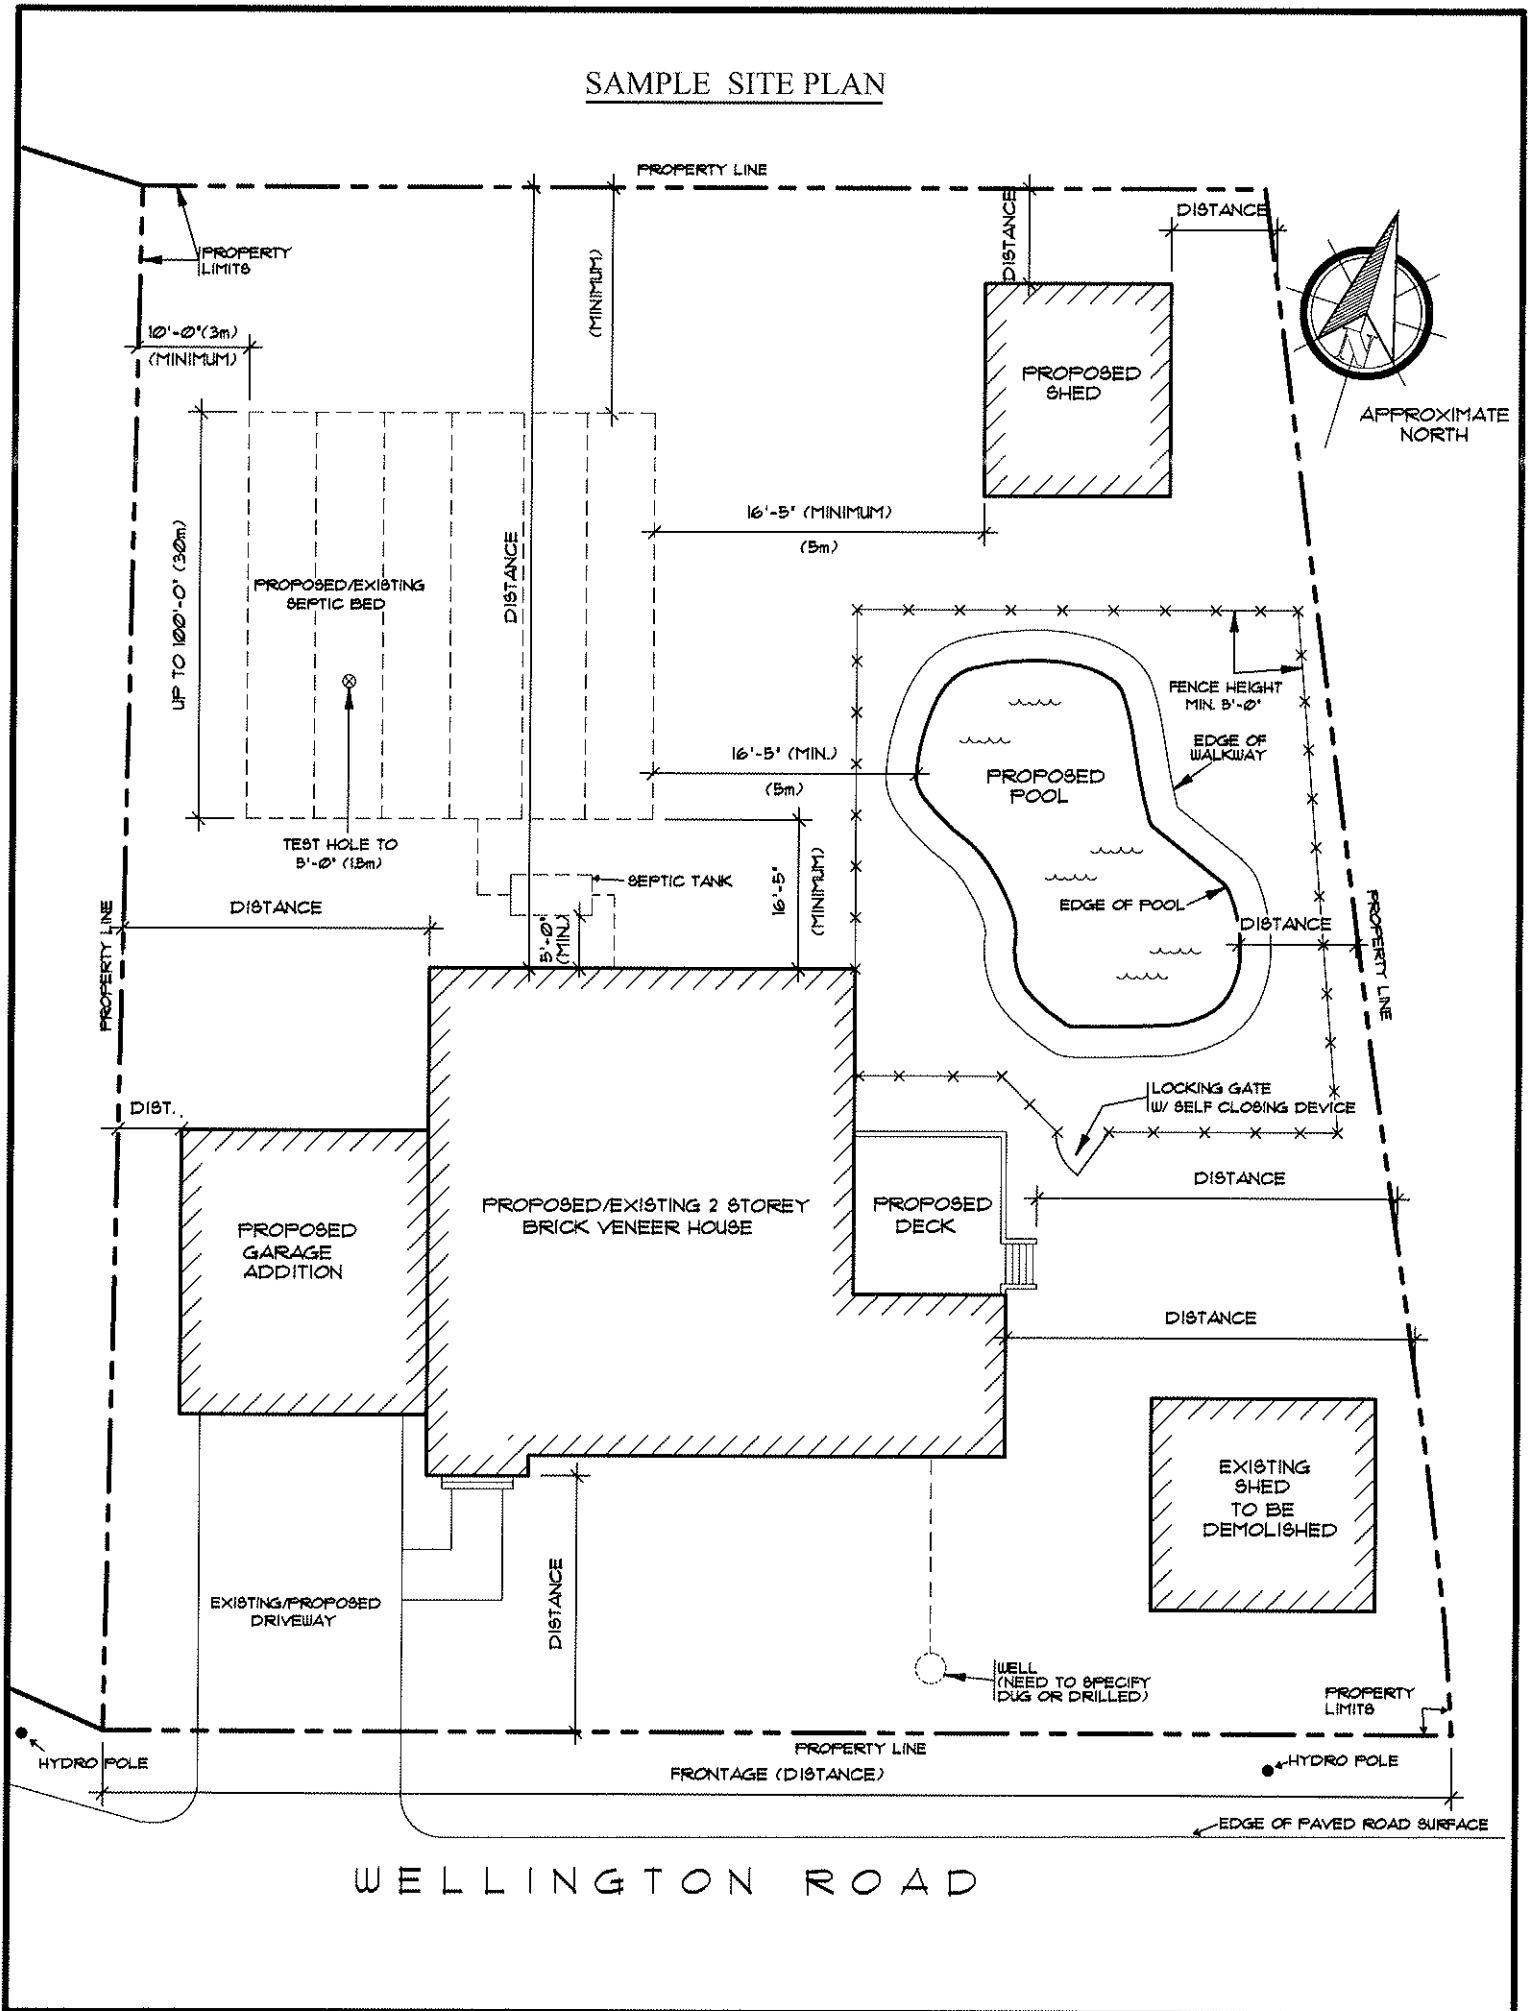 SAMPLE SITE PLAN
PROPERTY LINE
DISTANCE
DISTANCE
PROPERTY
LIMITS
(MINIMUM)
10'-0"(3m)
(MINIMUM)
N
PROPOSED
SHED
APPROXIMATE
NORTH
16'-5" (MINIMUM)
(5m)
UP TO 100'-0" (30m)
PROPOSED/EXISTING
SEPTIC BED
DISTANCE
FENCE HEIGHT
MIN. 5'-0"
EDGE OF
WALKWAY
16'-5" (MIN.)
(5m)
PROPOSED
POOL
TEST HOLE TO
5'-0" (1.5m)
SEPTIC TANK
16'-5"
(MINIMUM)
EDGE OF POOL
DISTANCE
DISTANCE
5'-0"
(MIN.)
PROPERTY LINE
PROPERTY LINE
LOCKING GATE
W/ SELF CLOSING DEVICE
DIST.
DISTANCE
PROPOSED
GARAGE
ADDITION
PROPOSED/EXISTING 2 STOREY
BRICK VENEER HOUSE
PROPOSED
DECK
DISTANCE
EXISTING
SHED
TO BE
DEMOLISHED
EXISTING/PROPOSED
DRIVEWAY
DISTANCE
WELL
(NEED TO SPECIFY
DUG OR DRILLED)
PROPERTY
LIMITS
PROPERTY LINE
HYDRO POLE
HYDRO POLE
FRONTAGE (DISTANCE)
EDGE OF PAVED ROAD SURFACE
WELLINGTON ROAD